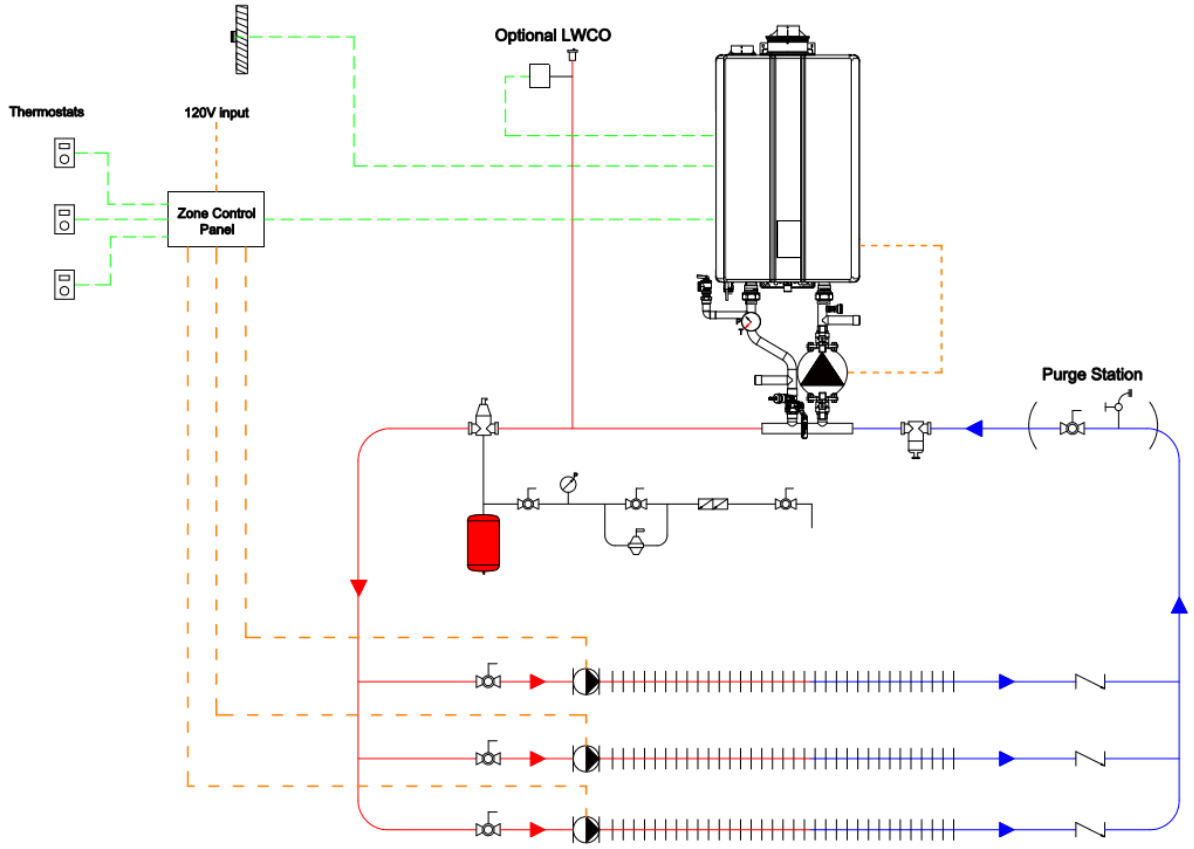 Optional LWCO
Thermostats
120V input
Zone Control
Panel
Purge Station
P
T
P